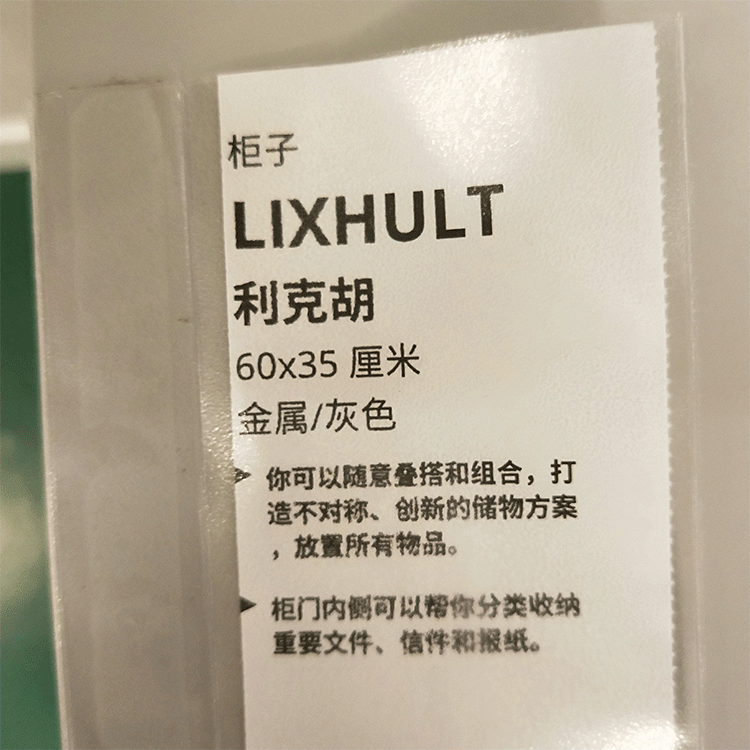 柜子
LIXHULT
利克胡
60x35 厘米
金属/灰色
你可以随意叠搭和组合，打
造不对称、创新的储物方案
，放置所有物品。
柜门内侧可以帮你分类收纳
重要文件、信件和报纸。